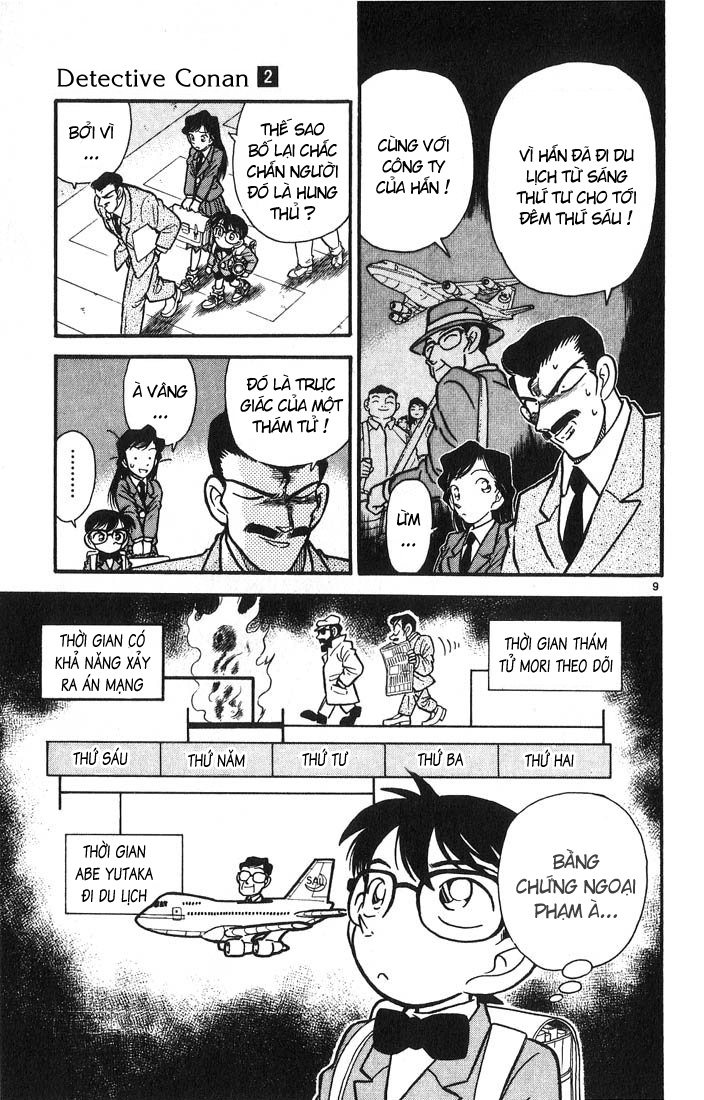 Detective Conan 2
VÌ HẮN ĐÃ ĐI DU
LỊCH TỪ SÁNG
THỨ TƯ CHO TỚI
ĐÊM THỨ SÁU !
CÙNG VỚI
CÔNG TY
CỦA HẮN !
ỪM
...
THẾ SAO
BỐ LẠI CHẮC
CHẮN NGƯỜI
ĐÓ LÀ HUNG
THỦ ?
BỞI VÌ
...
ĐÓ LÀ TRỰC
GIÁC CỦA MỘT
THÁM TỬ !
À VÂNG
...
.........
9
THỜI GIAN THÁM
TỬ MORI THEO DÕI
THỜI GIAN CÓ
KHẢ NĂNG XẢY
RA ÁN MẠNG
THỨ SÁU THỨ NĂM THỨ TƯ THỨ BA THỨ HAI
THỜI GIAN
ABE YUTAKA
ĐI DU LỊCH
SAL
BẰNG
CHỨNG NGOẠI
PHẠM À...